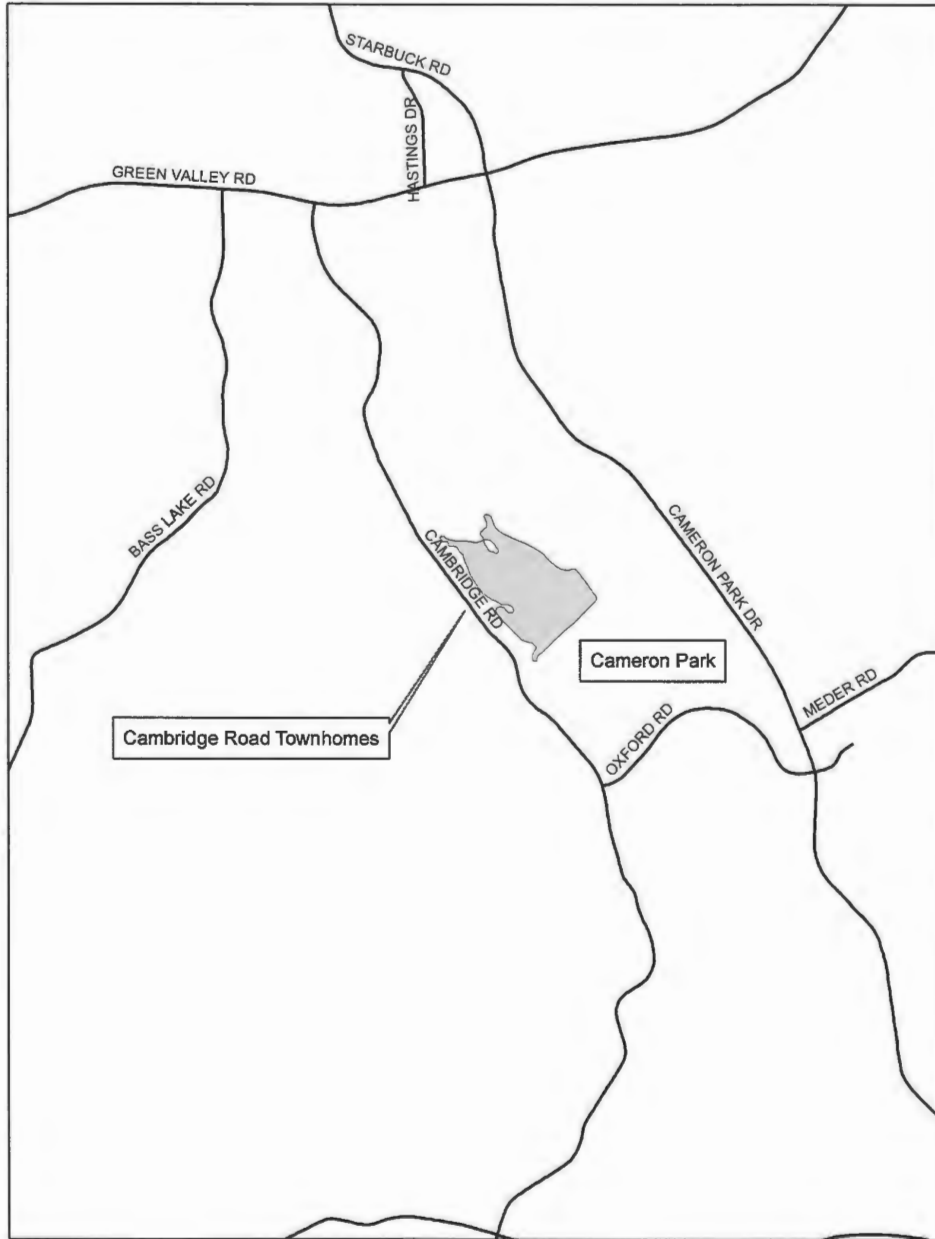 STARBUCK RD
HASTINGS DR
GREEN VALLEY RD
BASS LAKE RD
CAMBRIDGE RD
CAMERON PARK DR
Cameron Park
MEDER RD
OXFORD RD
Cambridge Road Townhomes